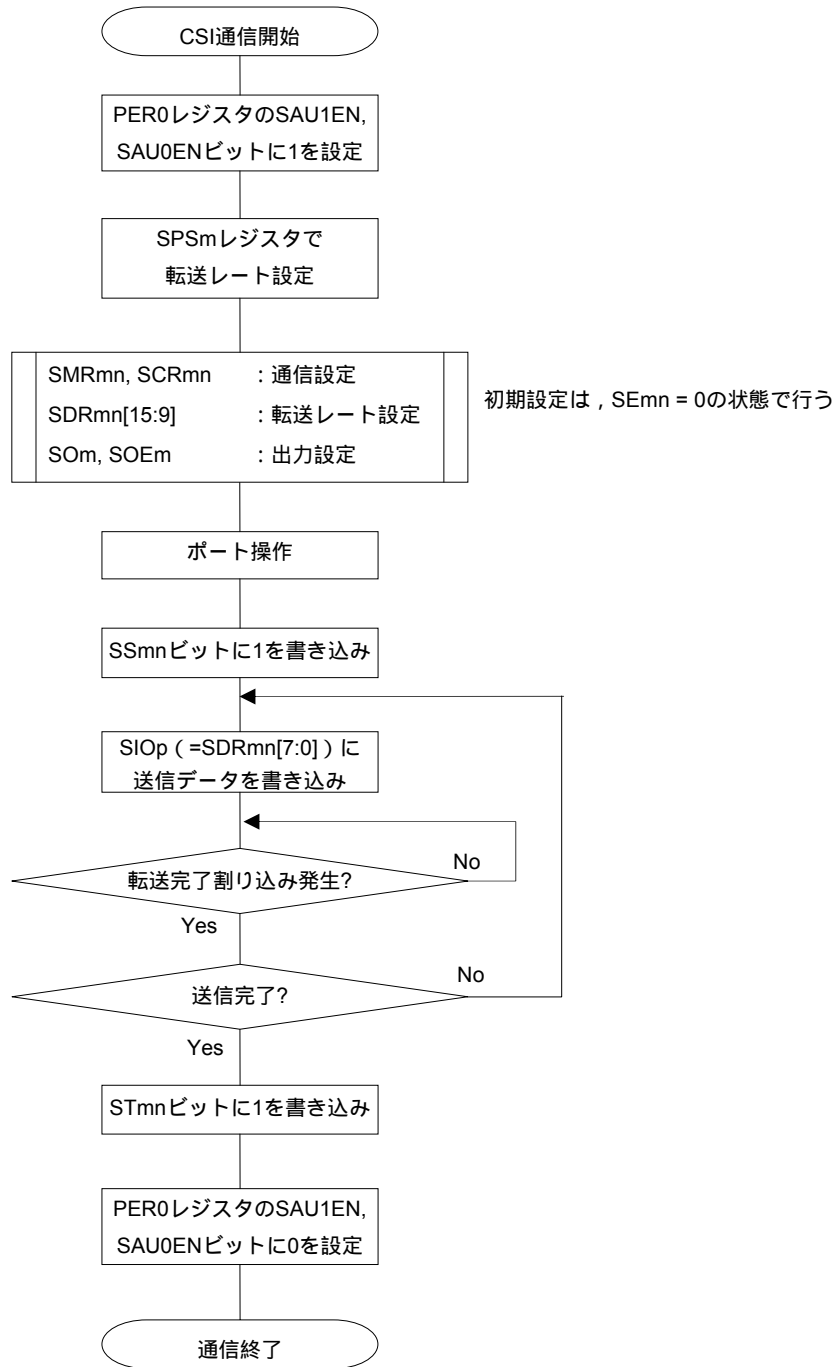 CSI通信開始
PER0レジスタのSAU1EN,
SAU0ENビットに1を設定
SPSmレジスタで
転送レート設定
SMRmn, SCRmn ：通信設定
SDRmn[15:9] ：転送レート設定
SOm, SOEm ：出力設定
初期設定は，SEmn = 0の状態で行う
ポート操作
SSmnビットに1を書き込み
SIOp（=SDRmn[7:0]）に
送信データを書き込み
転送完了割り込み発生?
No
Yes
送信完了?
No
Yes
STmnビットに1を書き込み
PER0レジスタのSAU1EN,
SAU0ENビットに0を設定
通信終了